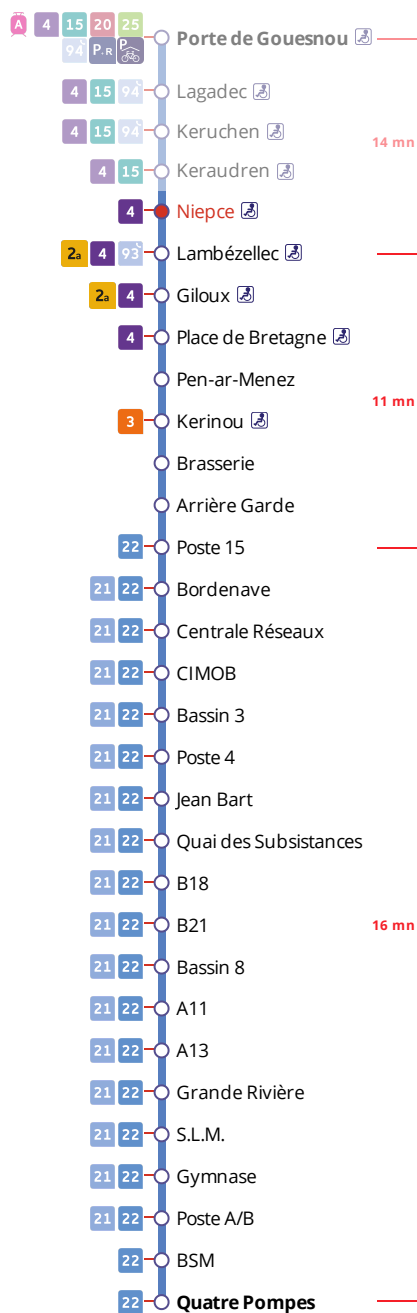 A 4 15 20 25
94 P+R P
Porte de Gouesnou
4 15 94 Lagadec
4 15 94 Keruchen
14 mn
4 15 Keraudren
4 Niepce
2a 4 93 Lambézellec
2a 4 Giloux
4 Place de Bretagne
Pen-ar-Menez
11 mn
3 Kerinou
Brasserie
Arrière Garde
22 Poste 15
21 22 Bordenave
21 22 Centrale Réseaux
21 22 CIMOB
21 22 Bassin 3
21 22 Poste 4
21 22 Jean Bart
21 22 Quai des Subsistances
21 22 B18
21 22 B21
16 mn
21 22 Bassin 8
21 22 A11
21 22 A13
21 22 Grande Rivière
21 22 S.L.M.
21 22 Gymnase
21 22 Poste A/B
22 BSM
22 Quatre Pompes